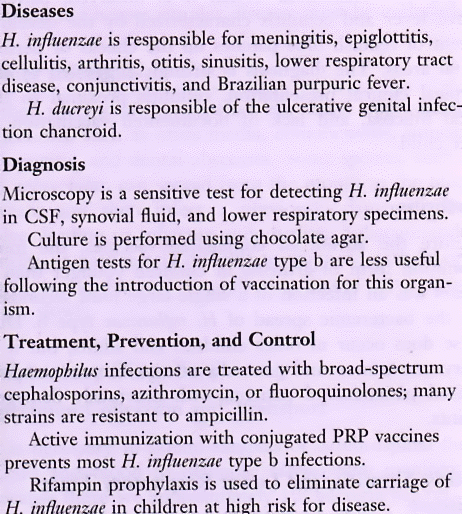 Diseases
H. influenzae is responsible for meningitis, epiglottitis,
cellulitis, arthritis, otitis, sinusitis, lower respiratory tract
disease, conjunctivitis, and Brazilian purpuric fever.
H. ducreyi is responsible of the ulcerative genital infec-
tion chancroid.
Diagnosis
Microscopy is a sensitive test for detecting H. influenzae
in CSF, synovial fluid, and lower respiratory specimens.
Culture is performed using chocolate agar.
Antigen tests for H. influenzae type b are less useful
following the introduction of vaccination for this organ-
ism.
Treatment, Prevention, and Control
Haemophilus infections are treated with broad-spectrum
cephalosporins, azithromycin, or fluoroquinolones; many
strains are resistant to ampicillin.
Active immunization with conjugated PRP vaccines
prevents most H. influenzae type b infections.
Rifampin prophylaxis is used to eliminate carriage of
H. influenzae in children at high risk for disease.